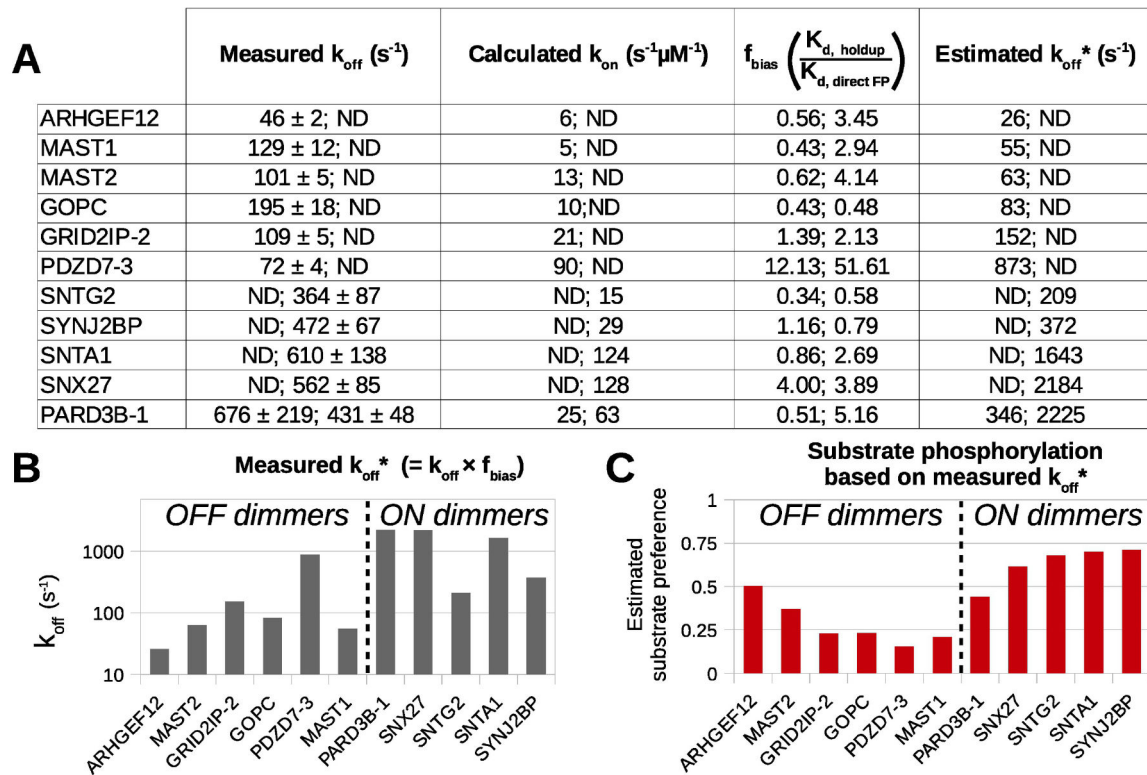 A
Measured koff (s-1) Calculated kon (s-1µM-1) fbias (Kd, holdup / Kd, direct FP) Estimated koff* (s-1)
ARHGEF12 46 ± 2; ND 6; ND 0.56; 3.45 26; ND
MAST1 129 ± 12; ND 5; ND 0.43; 2.94 55; ND
MAST2 101 ± 5; ND 13; ND 0.62; 4.14 63; ND
GOPC 195 ± 18; ND 10;ND 0.43; 0.48 83; ND
GRID2IP-2 109 ± 5; ND 21; ND 1.39; 2.13 152; ND
PDZD7-3 72 ± 4; ND 90; ND 12.13; 51.61 873; ND
SNTG2 ND; 364 ± 87 ND; 15 0.34; 0.58 ND; 209
SYNJ2BP ND; 472 ± 67 ND; 29 1.16; 0.79 ND; 372
SNTA1 ND; 610 ± 138 ND; 124 0.86; 2.69 ND; 1643
SNX27 ND; 562 ± 85 ND; 128 4.00; 3.89 ND; 2184
PARD3B-1 676 ± 219; 431 ± 48 25; 63 0.51; 5.16 346; 2225
B
Measured koff* (= koff × fbias)
OFF dimmers ON dimmers
koff (s-1)
1000
100
10
ARHGEF12 MAST2 GRID2IP-2 GOPC PDZD7-3 MAST1 PARD3B-1 SNX27 SNTG2 SNTA1 SYNJ2BP
C
Substrate phosphorylation
based on measured koff*
OFF dimmers ON dimmers
Estimated
substrate preference
1
0.75
0.5
0.25
0
ARHGEF12 MAST2 GRID2IP-2 GOPC PDZD7-3 MAST1 PARD3B-1 SNX27 SNTG2 SNTA1 SYNJ2BP